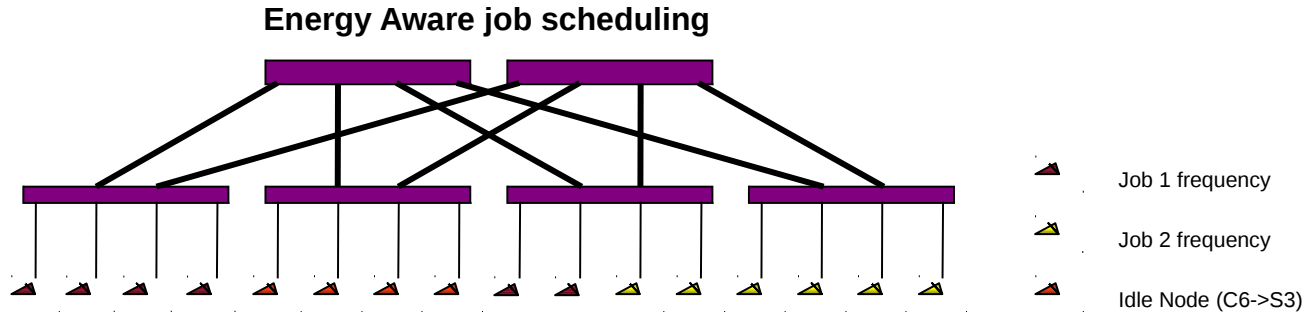 Energy Aware job scheduling
Job 1 frequency
Job 2 frequency
Idle Node (C6->S3)